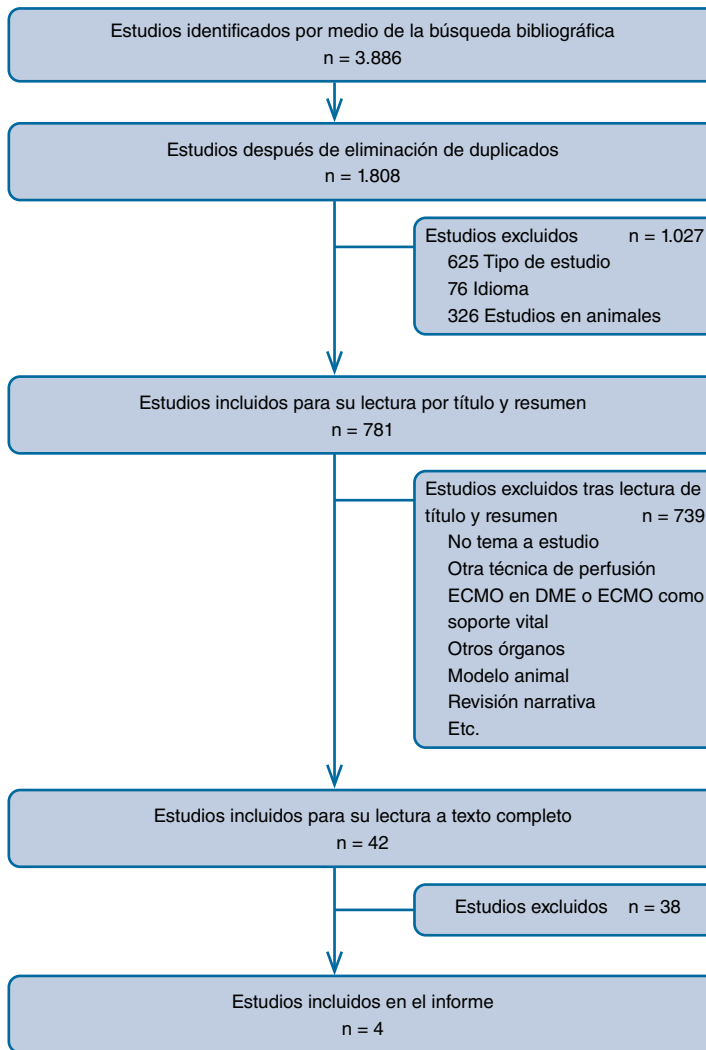 Estudios identificados por medio de la búsqueda bibliográfica
n = 3.886
Estudios después de eliminación de duplicados
n = 1.808
Estudios excluidos n = 1.027
625 Tipo de estudio
76 Idioma
326 Estudios en animales
Estudios incluidos para su lectura por título y resumen
n = 781
Estudios excluidos tras lectura de
título y resumen n = 739
No tema a estudio
Otra técnica de perfusión
ECMO en DME o ECMO como
soporte vital
Otros órganos
Modelo animal
Revisión narrativa
Etc.
Estudios incluidos para su lectura a texto completo
n = 42
Estudios excluidos n = 38
Estudios incluidos en el informe
n = 4